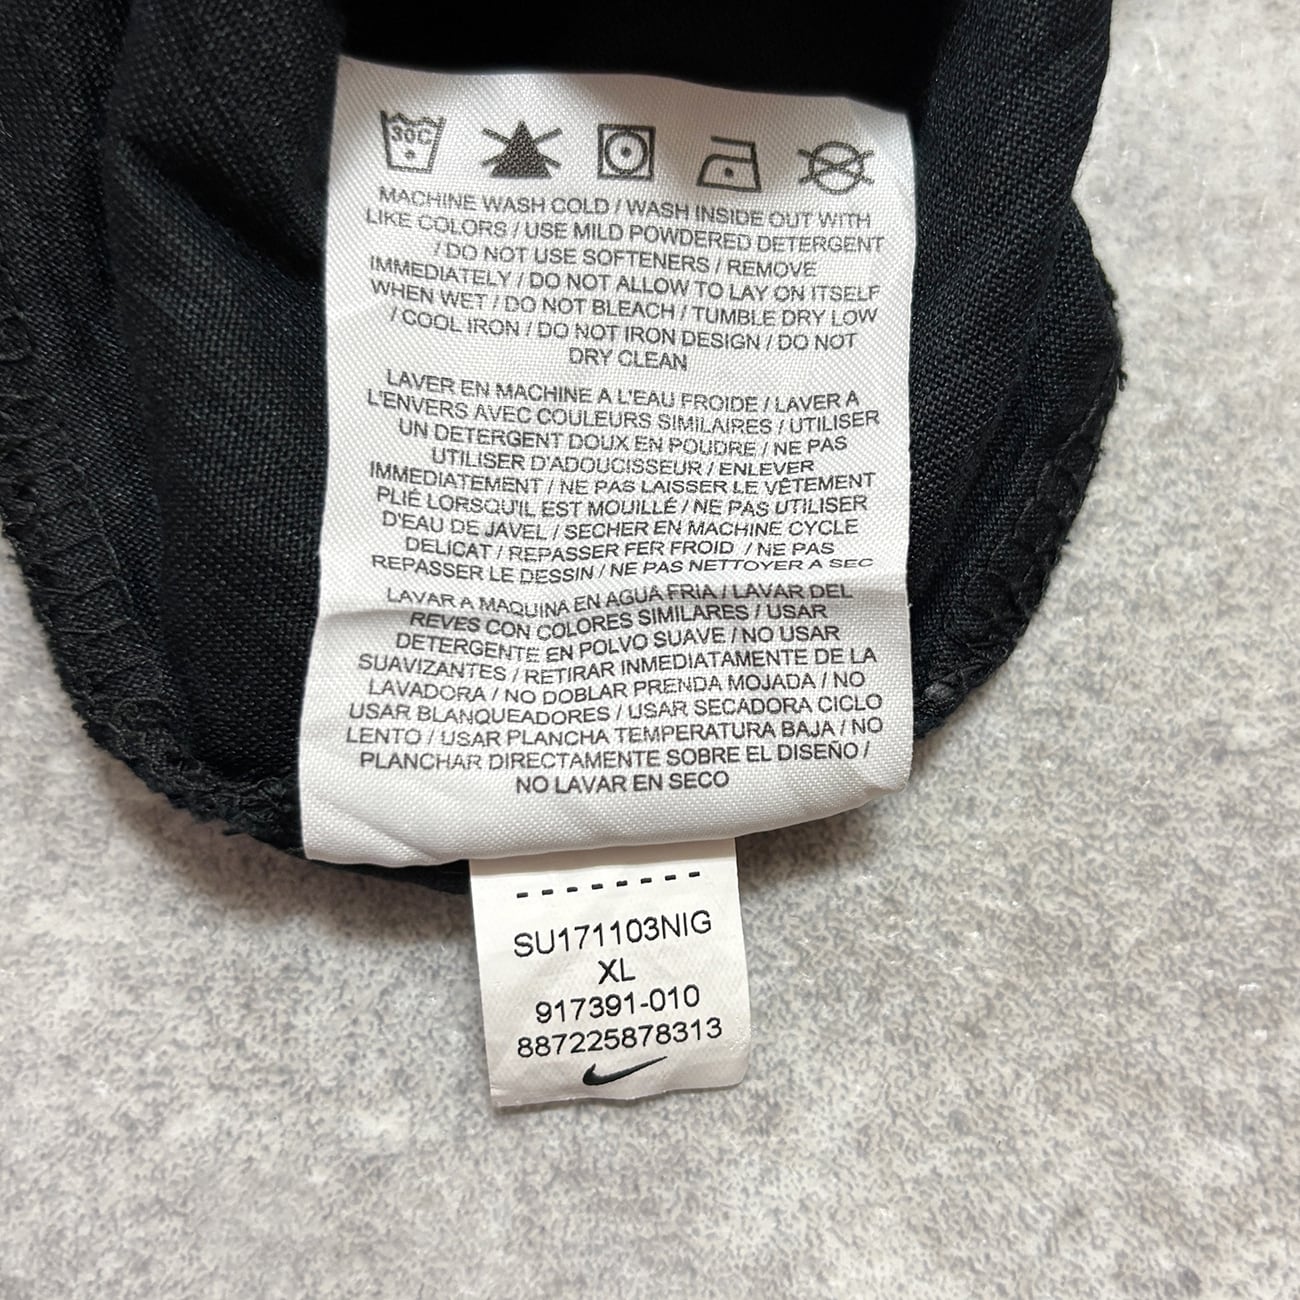 30C
MACHINE WASH COLD / WASH INSIDE OUT WITH
LIKE COLORS / USE MILD POWDERED DETERGENT
/ DO NOT USE SOFTENERS / REMOVE
IMMEDIATELY / DO NOT ALLOW TO LAY ON ITSELF
WHEN WET / DO NOT BLEACH / TUMBLE DRY LOW
/ COOL IRON / DO NOT IRON DESIGN / DO NOT
DRY CLEAN
LAVER EN MACHINE A L'EAU FROIDE / LAVER A
L'ENVERS AVEC COULEURS SIMILAIRES / UTILISER
UN DETERGENT DOUX EN POUDRE / NE PAS
UTILISER D'ADOUCISSEUR / ENLEVER
IMMEDIATEMENT / NE PAS LAISSER LE VÊTEMENT
PLIÉ LORSQU'IL EST MOUILLÉ / NE PAS UTILISER
D'EAU DE JAVEL / SECHER EN MACHINE CYCLE
DELICAT / REPASSER FER FROID / NE PAS
REPASSER LE DESSIN / NE PAS NETTOYER A SEC
LAVAR A MAQUINA EN AGUA FRIA / LAVAR DEL
REVES CON COLORES SIMILARES / USAR
DETERGENTE EN POLVO SUAVE / NO USAR
SUAVIZANTES / RETIRAR INMEDIATAMENTE DE LA
LAVADORA / NO DOBLAR PRENDA MOJADA / NO
USAR BLANQUEADORES / USAR SECADORA CICLO
LENTO / USAR PLANCHA TEMPERATURA BAJA / NO
PLANCHAR DIRECTAMENTE SOBRE EL DISEÑO /
NO LAVAR EN SECO
--------
SU171103NIG
XL
917391-010
887225878313